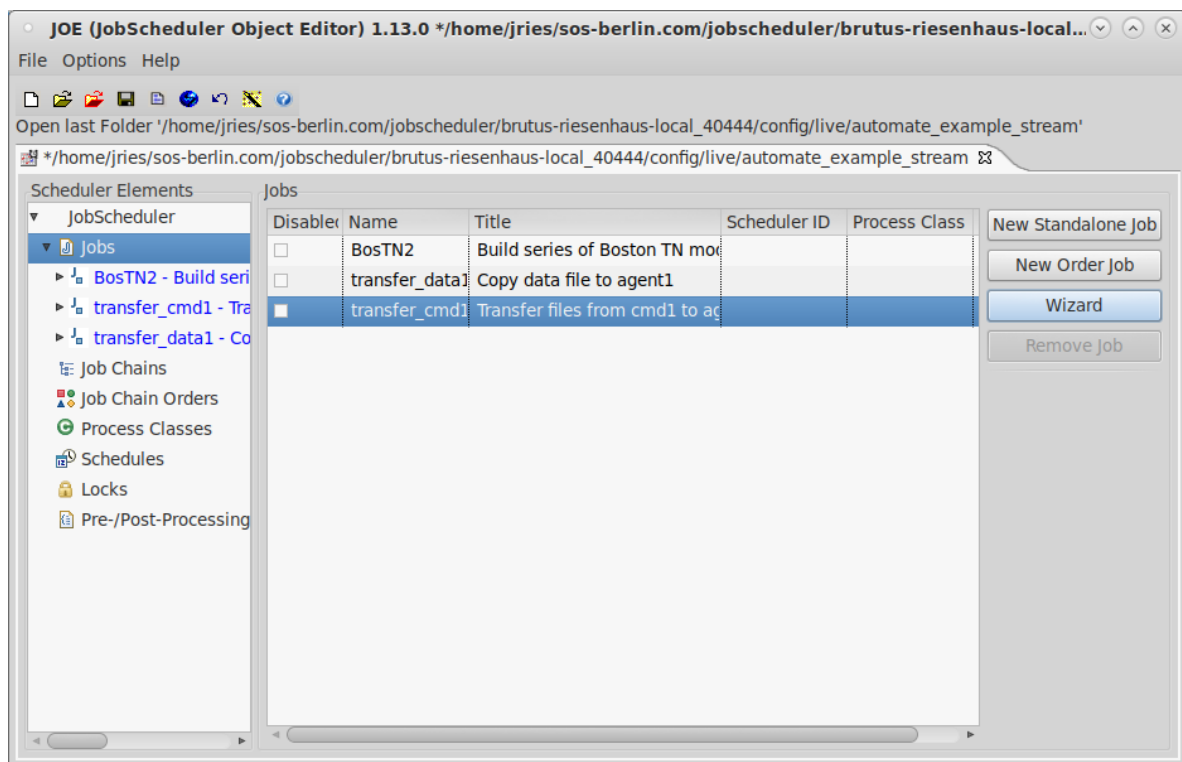 JOE (JobScheduler Object Editor) 1.13.0 */home/jries/sos-berlin.com/jobscheduler/brutus-riesenhaus-local...
File Options Help
Open last Folder '/home/jries/sos-berlin.com/jobscheduler/brutus-riesenhaus-local_40444/config/live/automate_example_stream'
*/home/jries/sos-berlin.com/jobscheduler/brutus-riesenhaus-local_40444/config/live/automate_example_stream
Scheduler Elements
JobScheduler
Jobs
BosTN2 - Build seri
transfer_cmd1 - Tra
transfer_data1 - Co
Job Chains
Job Chain Orders
Process Classes
Schedules
Locks
Pre-/Post-Processing
Jobs
Disabled Name Title Scheduler ID Process Class
BosTN2 Build series of Boston TN mod
transfer_data1 Copy data file to agent1
transfer_cmd1 Transfer files from cmd1 to ag
New Standalone Job
New Order Job
Wizard
Remove Job